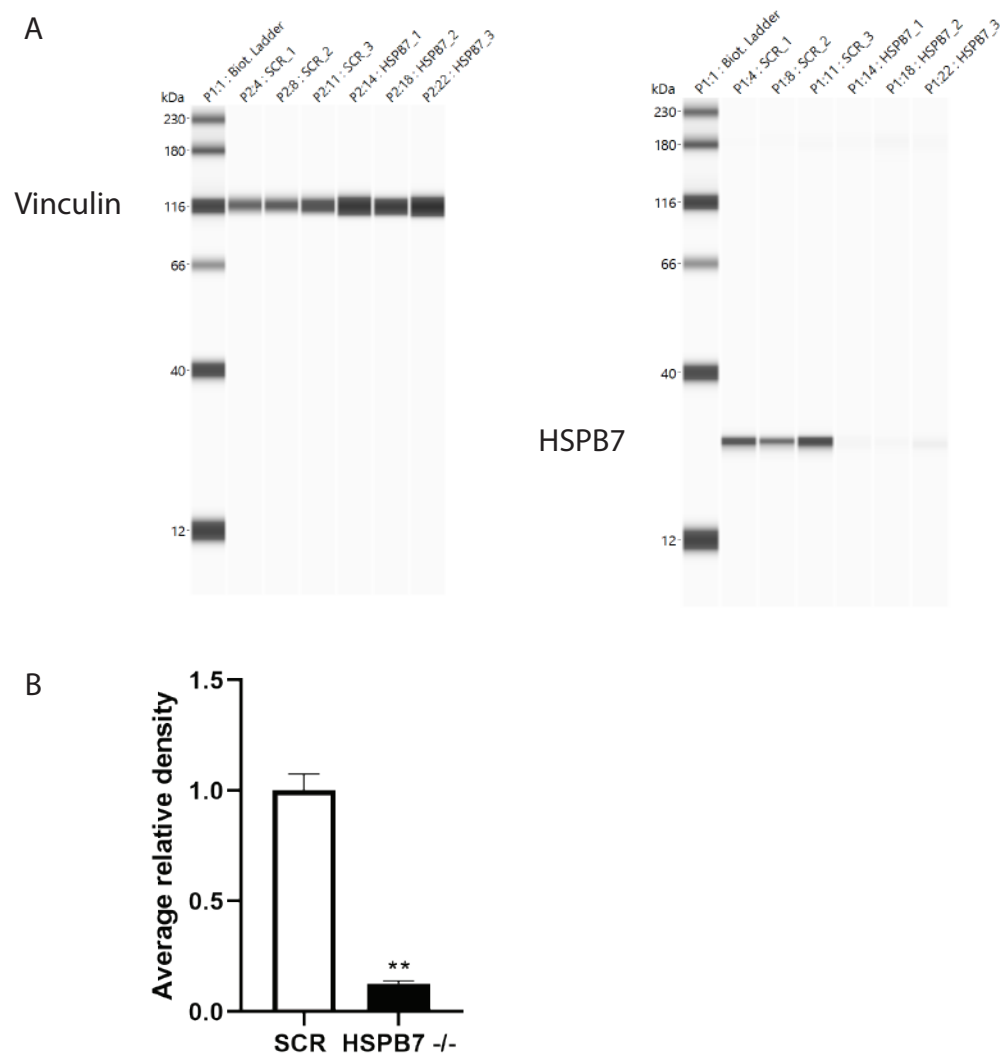 A
kDa
P1:1 : Biot. Ladder
P2:4 : SCR_1
P2:8 : SCR_2
P2:11 : SCR_3
P2:14 : HSPB7_1
P2:18 : HSPB7_2
P2:22 : HSPB7_3
230
180
Vinculin
116
66
40
12
kDa
P1:1 : Biot. Ladder
P1:4 : SCR_1
P1:8 : SCR_2
P1:11 : SCR_3
P1:14 : HSPB7_1
P1:18 : HSPB7_2
P1:22 : HSPB7_3
230
180
116
66
40
HSPB7
12
B
Average relative density
1.5
1.0
0.5
0.0
**
SCR HSPB7 -/-